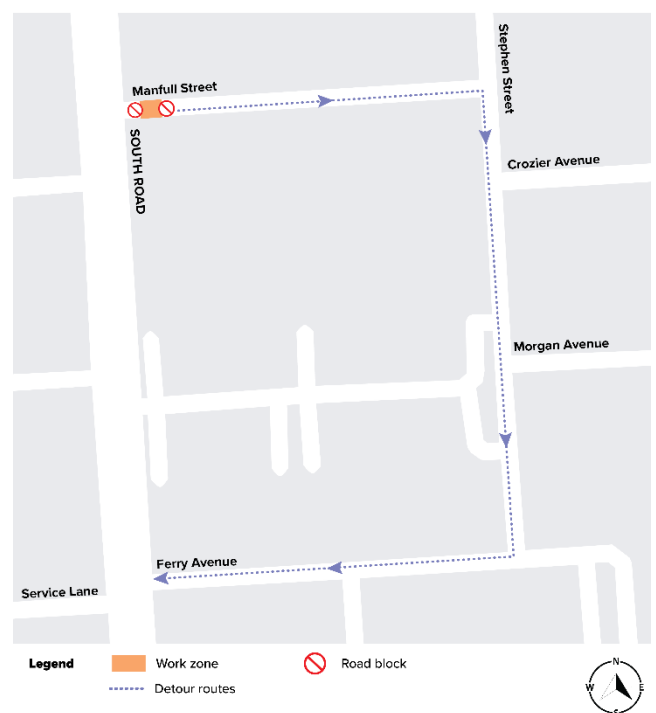 Manfull Street
Stephen Street
SOUTH ROAD
Crozier Avenue
Morgan Avenue
Ferry Avenue
Service Lane
Legend
Work zone
Road block
Detour routes
N
W
E
S